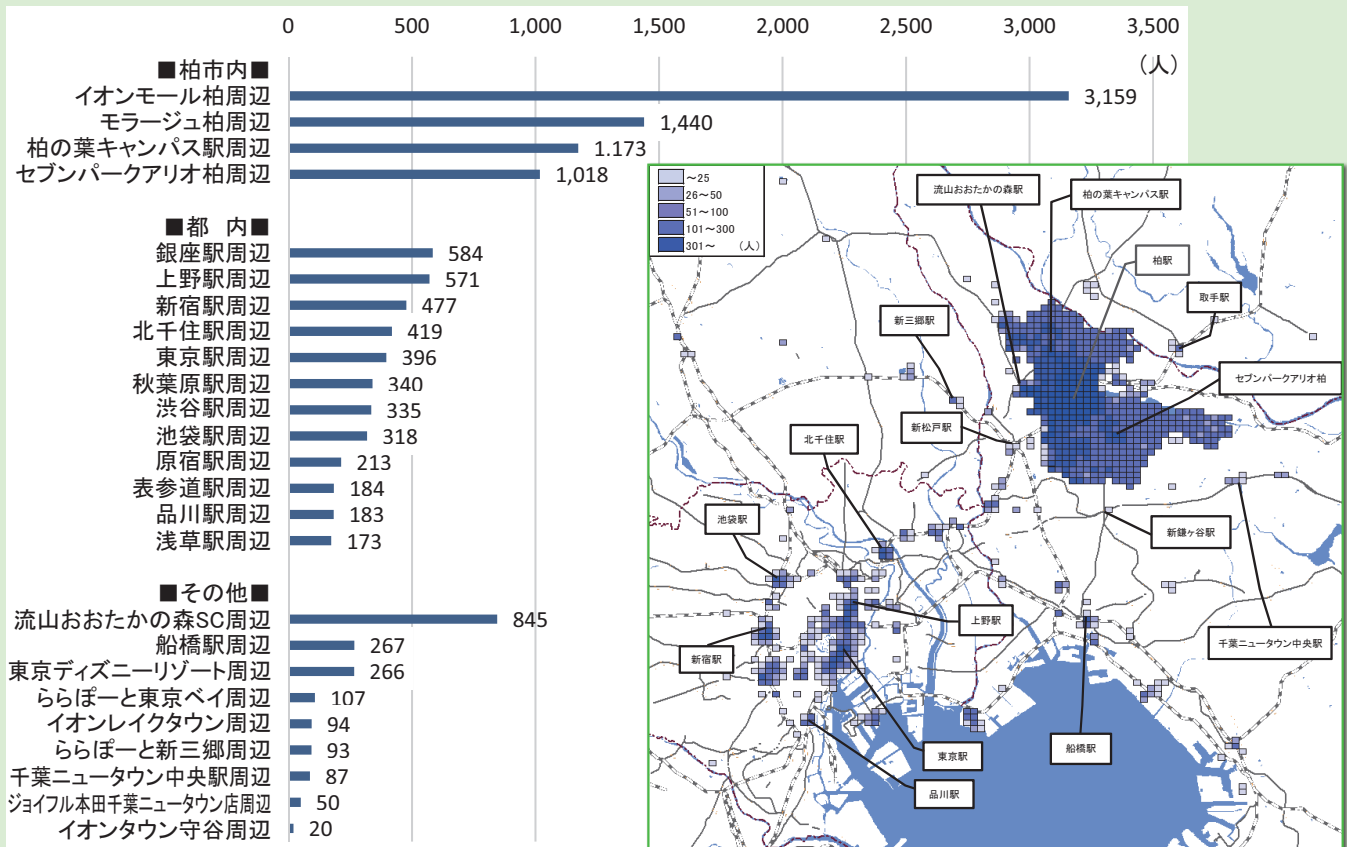 0 500 1,000 1,500 2,000 2,500 3,000 3,500
(人)
■柏市内■
イオンモール柏周辺 3,159
モラージュ柏周辺 1,440
柏の葉キャンパス駅周辺 1.173
セブンパークアリオ柏周辺 1,018
■都 内■
銀座駅周辺 584
上野駅周辺 571
新宿駅周辺 477
北千住駅周辺 419
東京駅周辺 396
秋葉原駅周辺 340
渋谷駅周辺 335
池袋駅周辺 318
原宿駅周辺 213
表参道駅周辺 184
品川駅周辺 183
浅草駅周辺 173
■その他■
流山おおたかの森SC周辺 845
船橋駅周辺 267
東京ディズニーリゾート周辺 266
ららぽーと東京ベイ周辺 107
イオンレイクタウン周辺 94
ららぽーと新三郷周辺 93
千葉ニュータウン中央駅周辺 87
ジョイフル本田千葉ニュータウン店周辺 50
イオンタウン守谷周辺 20
～25
26～50
51～100
101～300
301～ (人)
流山おおたかの森駅
柏の葉キャンパス駅
柏駅
取手駅
新三郷駅
セブンパークアリオ柏
新松戸駅
北千住駅
池袋駅
新鎌ヶ谷駅
上野駅
千葉ニュータウン中央駅
新宿駅
東京駅
船橋駅
品川駅